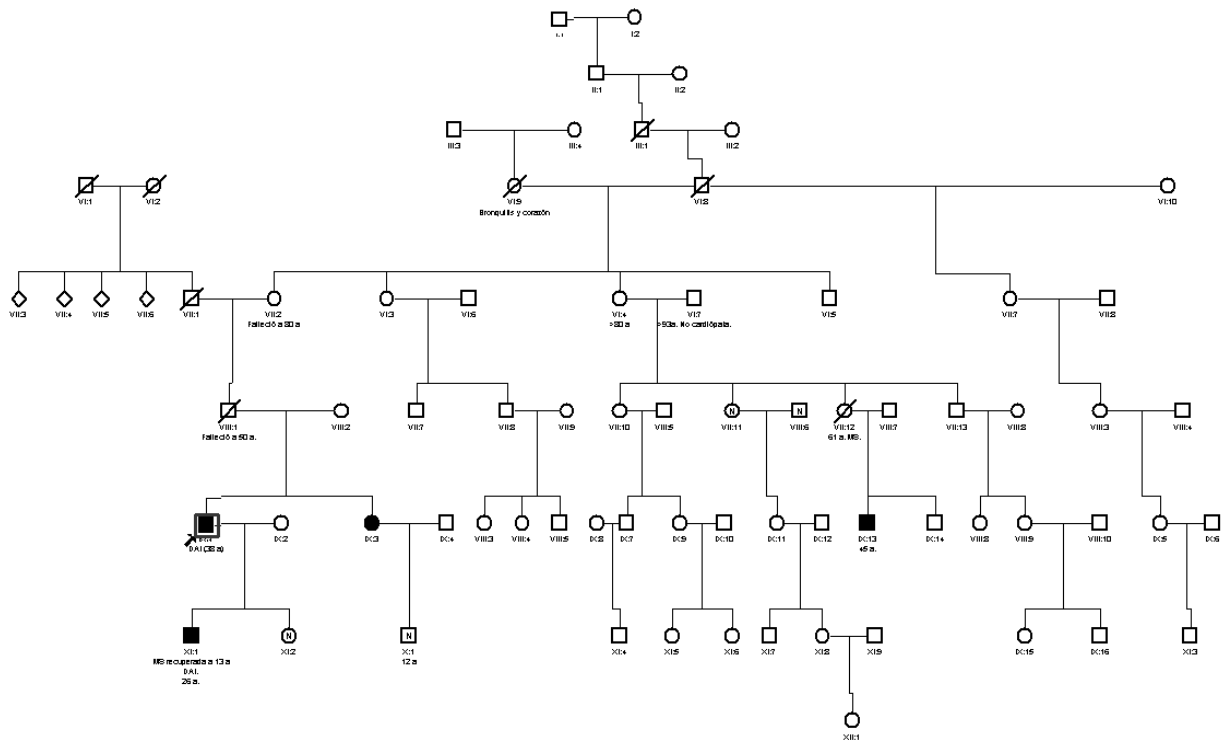 I:2
II:1
II:2
III:3
III:4
III:1
III:2
VI:1
VI:2
VI:9
Bronquitis y corazón
VI:8
VI:10
VII:3
VII:4
VII:5
VII:6
VII:1
VII:2
Falleció a 80 a
VI:3
VI:6
VI:4
>80 a
VI:7
>93a. No cardiópata.
VI:5
VII:7
VII:8
VIII:1
Falleció a 50 a.
VIII:2
VII:7
VII:8
VII:9
VII:10
VIII:5
N
VII:11
N
VIII:6
VII:12
61 a. MS.
VIII:7
VII:13
VIII:8
VIII:3
VIII:4
DAI (38 a)
IX:2
IX:3
IX:4
VIII:3
VIII:4
VIII:5
IX:8
IX:7
IX:9
IX:10
IX:11
IX:12
IX:13
45 a.
IX:14
VIII:8
VIII:9
VIII:10
IX:5
IX:6
XI:1
MS recuperada a 13 a
DAI.
26 a.
N
XI:2
N
X:1
12 a
XI:4
XI:5
XI:6
XI:7
XI:8
XI:9
IX:15
IX:16
XI:3
XII:1